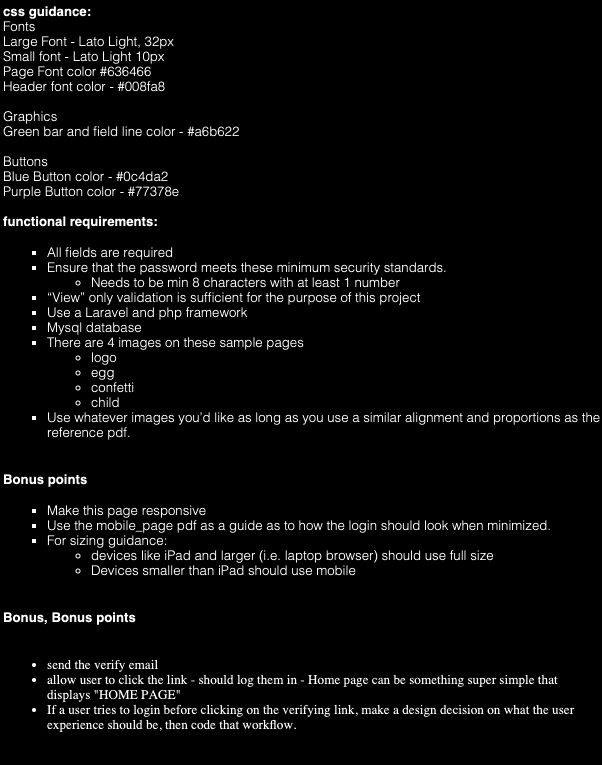 css guidance:
Fonts
Large Font - Lato Light, 32px
Small font - Lato Light 10px
Page Font color #636466
Header font color - #008fa8
Graphics
Green bar and field line color - #a6b622
Buttons
Blue Button color - #0c4da2
Purple Button color - #77378e
functional requirements:
All fields are required
Ensure that the password meets these minimum security standards.
Needs to be min 8 characters with at least 1 number
“View” only validation is sufficient for the purpose of this project
Use a Laravel and php framework
Mysql database
There are 4 images on these sample pages
logo
egg
confetti
child
Use whatever images you’d like as long as you use a similar alignment and proportions as the
reference pdf.
Bonus points
Make this page responsive
Use the mobile_page pdf as a guide as to how the login should look when minimized.
For sizing guidance:
devices like iPad and larger (i.e. laptop browser) should use full size
Devices smaller than iPad should use mobile
Bonus, Bonus points
send the verify email
allow user to click the link - should log them in - Home page can be something super simple that
displays "HOME PAGE"
If a user tries to login before clicking on the verifying link, make a design decision on what the user
experience should be, then code that workflow.